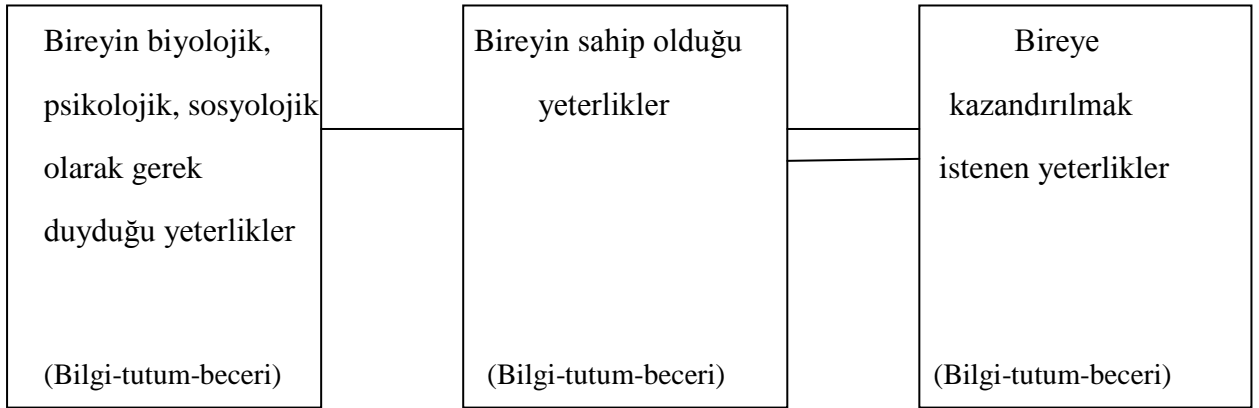 Bireyin biyolojik,
psikolojik, sosyolojik
olarak gerek
duyduğu yeterlikler
(Bilgi-tutum-beceri)
Bireyin sahip olduğu
yeterlikler
(Bilgi-tutum-beceri)
Bireye
kazandırılmak
istenen yeterlikler
(Bilgi-tutum-beceri)